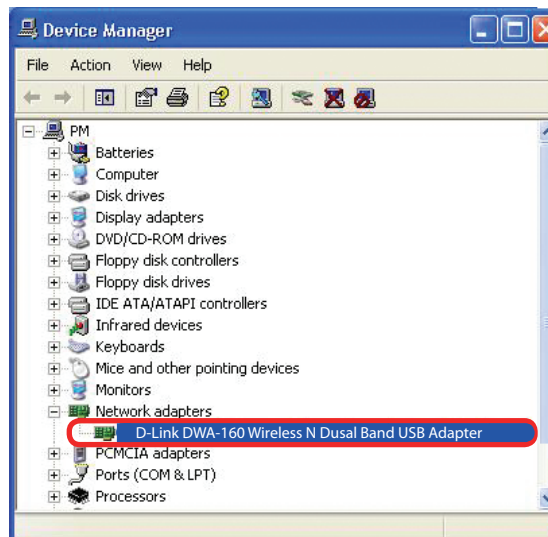 Device Manager
File Action View Help
PM
Batteries
Computer
Disk drives
Display adapters
DVD/CD-ROM drives
Floppy disk controllers
Floppy disk drives
IDE ATA/ATAPI controllers
Infrared devices
Keyboards
Mice and other pointing devices
Monitors
Network adapters
D-Link DWA-160 Wireless N Dusal Band USB Adapter
PCMCIA adapters
Ports (COM & LPT)
Processors